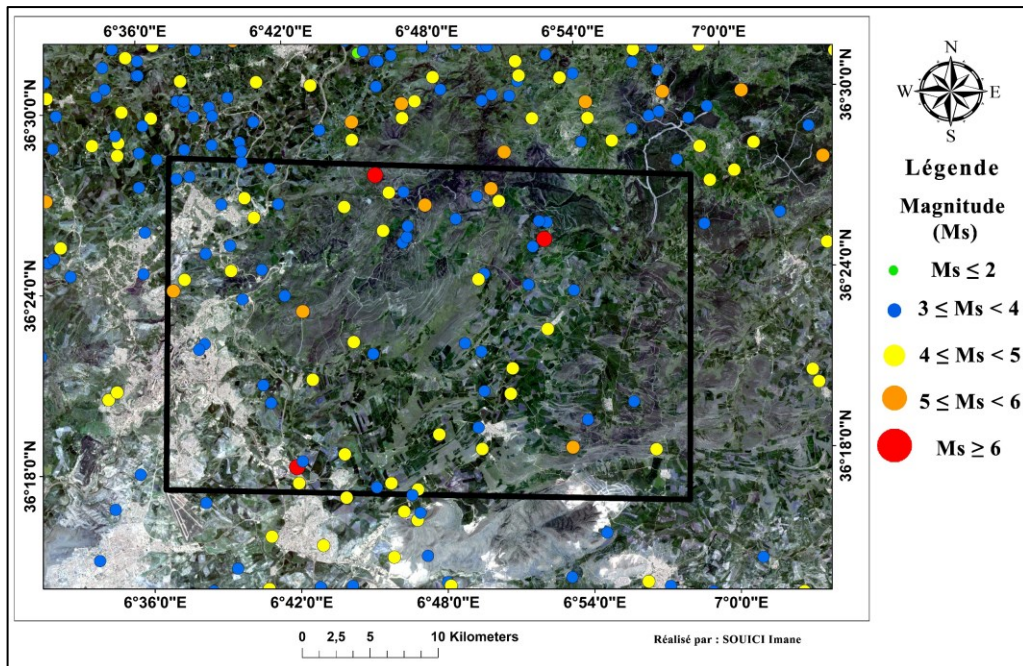 6°36'0"E 6°42'0"E 6°48'0"E 6°54'0"E 7°0'0"E
36°30'0"N 36°30'0"N
36°24'0"N 36°24'0"N
36°18'0"N 36°18'0"N
6°36'0"E 6°42'0"E 6°48'0"E 6°54'0"E 7°0'0"E
0 2,5 5 10 Kilometers
Réalisé par : SOUICI Imane
N
W E
S
Légende
Magnitude
(Ms)
Ms ≤ 2
3 ≤ Ms < 4
4 ≤ Ms < 5
5 ≤ Ms < 6
Ms ≥ 6